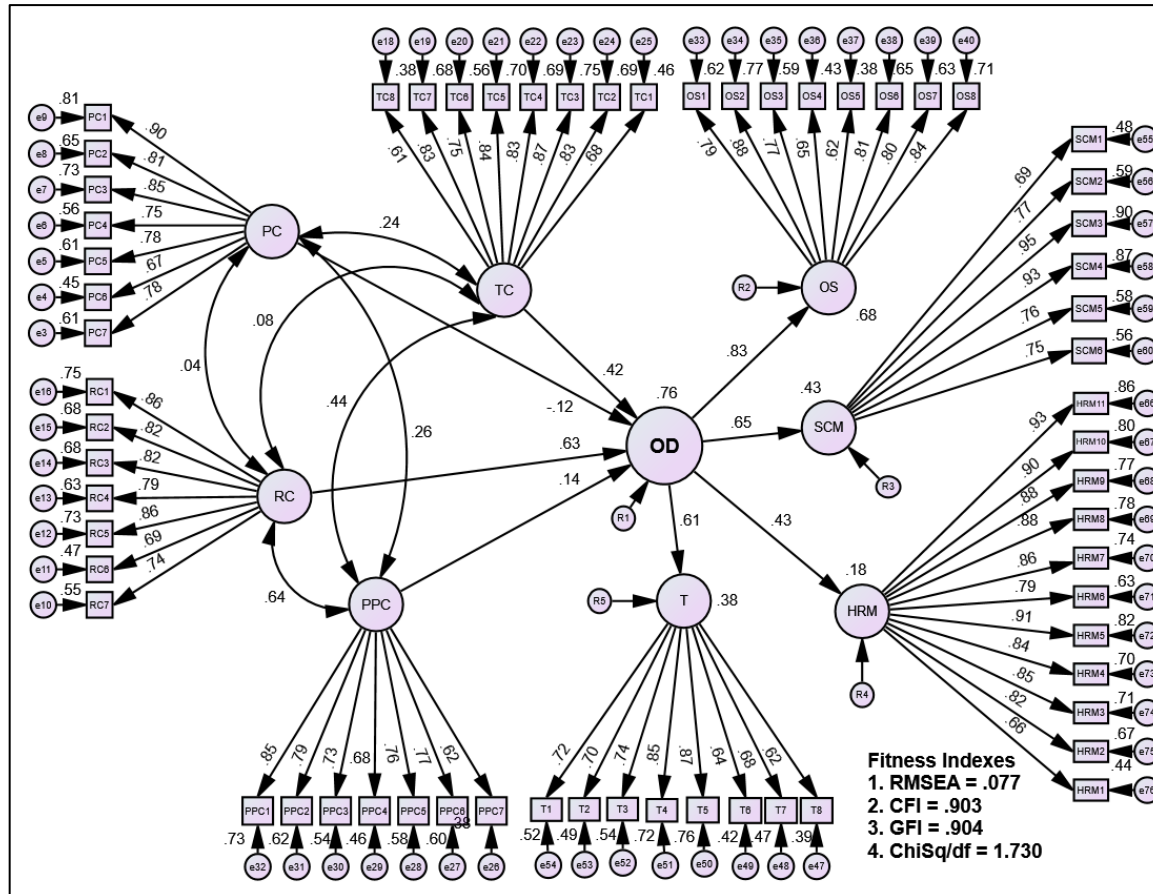 e18 e19 e20 e21 e22 e23 e24 e25
.38 .68 .56 .70 .69 .75 .69 .46
TC8 TC7 TC6 TC5 TC4 TC3 TC2 TC1
.61 .83 .75 .84 .83 .87 .83 .68
TC
e33 e34 e35 e36 e37 e38 e39 e40
.62 .77 .59 .43 .38 .65 .63 .71
OS1 OS2 OS3 OS4 OS5 OS6 OS7 OS8
.79 .88 .77 .65 .62 .81 .80 .84
R2 OS .68
.81
e9 PC1 .90
.65
e8 PC2 .81
.73
e7 PC3 .85
.56
e6 PC4 .75
.61
e5 PC5 .78
.45
e4 PC6 .67
.61
e3 PC7 .78
PC
.24
.08
.04
.44
.26
.75
e16 RC1 .86
.68
e15 RC2 .82
.68
e14 RC3 .82
.63
e13 RC4 .79
.73
e12 RC5 .86
.47
e11 RC6 .69
.55
e10 RC7 .74
RC
.64
.42
-.12
.63
.14
.76
OD
R1
.83
.65
.61
.43
.69 SCM1 .48 e55
.77 SCM2 .59 e56
.95 SCM3 .90 e57
.93 SCM4 .87 e58
.76 SCM5 .58 e59
.75 SCM6 .56 e60
.43
SCM
R3
.93 HRM11 .86 e66
.90 HRM10 .80 e67
.88 HRM9 .77 e68
.88 HRM8 .78 e69
.86 HRM7 .74 e70
.79 HRM6 .63 e71
.91 HRM5 .82 e72
.84 HRM4 .70 e73
.85 HRM3 .71 e74
.82 HRM2 .67 e75
.66 HRM1 .44 e76
.18
HRM
R4
PPC
.85 .79 .73 .68 .76 .77 .62
PPC1 PPC2 PPC3 PPC4 PPC5 PPC6 PPC7
.73 .62 .54 .46 .58 .60 .38
e32 e31 e30 e29 e28 e27 e26
R5 T .38
.72 .70 .74 .85 .87 .64 .68 .62
T1 T2 T3 T4 T5 T6 T7 T8
.52 .49 .54 .72 .76 .42 .47 .39
e54 e53 e52 e51 e50 e49 e48 e47
Fitness Indexes
1. RMSEA = .077
2. CFI = .903
3. GFI = .904
4. ChiSq/df = 1.730